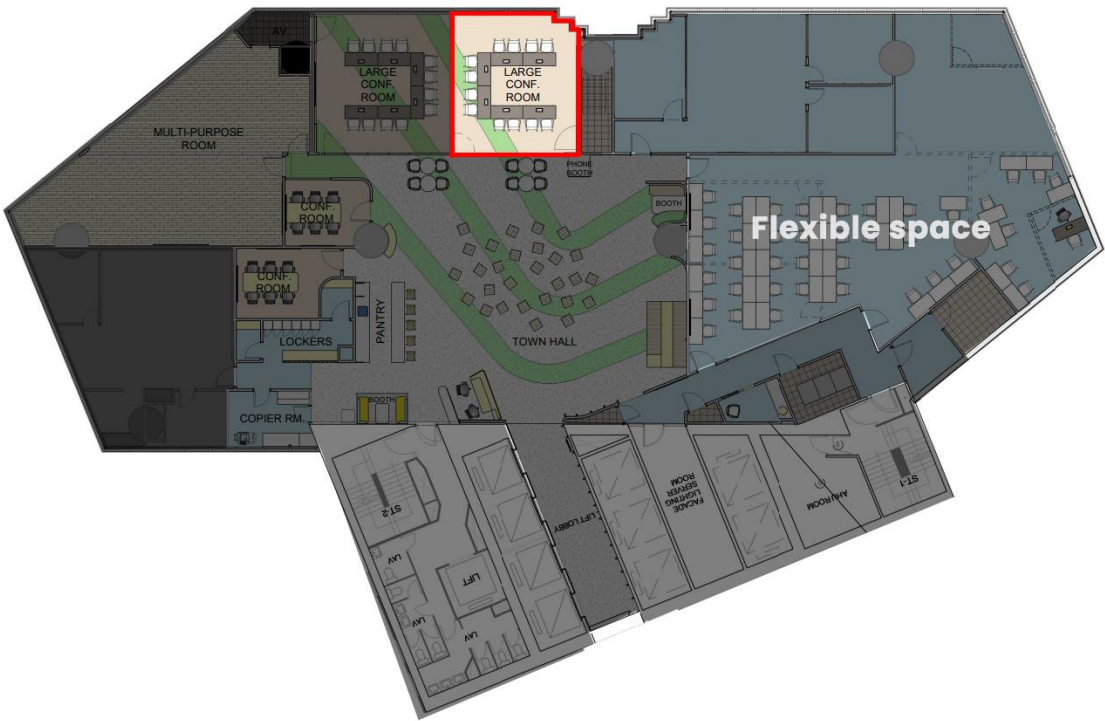 AV
LARGE
CONF.
ROOM
LARGE
CONF.
ROOM
MULTI-PURPOSE
ROOM
PHONE
BOOTH
CONF.
ROOM
BOOTH
Flexible space
CONF.
ROOM
PANTRY
LOCKERS
TOWN HALL
BOOTH
COPIER RM.
ST-2
LIFT LOBBY
FACADE
LIGHTING
SERVER
ROOM
AHU ROOM
ST-1
LAV
LIFT
LAV
LAV